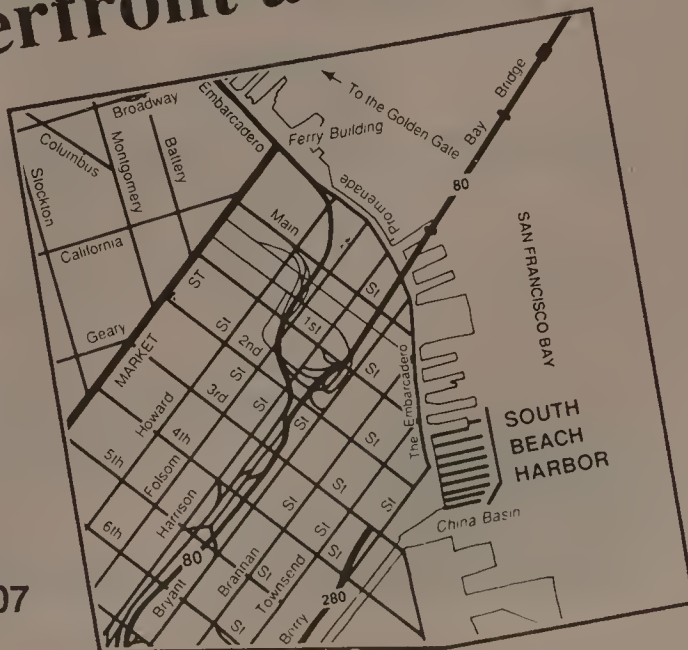 To the Golden Gate
Bay Bridge
Broadway
Embarcadero
Columbus
Montgomery
Battery
Ferry Building
Stockton
Promenade
80
Main
California
SAN FRANCISCO BAY
ST
St
Geary
1st
St
2nd
St
MARKET
3rd
St
St
The Embarcadero
Howard
St
4th
SOUTH
BEACH
HARBOR
5th
Folsom
St
St
6th
Harrison
St
China Basin
80
Brannan
St
St
Bryant
Townsend
280
St
Berry
07